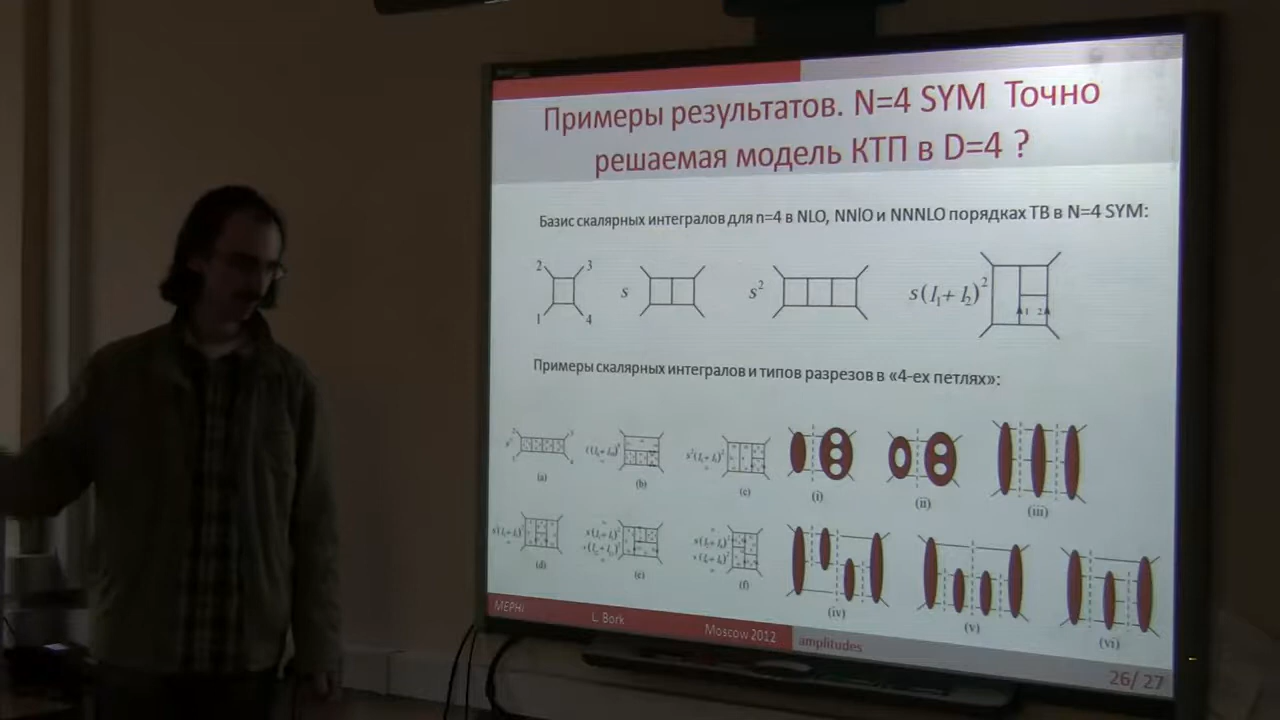 Примеры результатов. N=4 SYM Точно
решаемая модель КТП в D=4 ?
Базис скалярных интегралов для n=4 в NLO, NNlO и NNNLO порядках ТВ в N=4 SYM:
2 3
1 4
s
s²
s(l₁+ l₂)²
1 2
Примеры скалярных интегралов и типов разрезов в «4-ех петлях»:
(a) (b) (c) (i) (ii) (iii)
(d) (e) (f) (iv) (v) (vi)
MEPHI L. Bork Moscow 2012 amplitudes
26/ 27